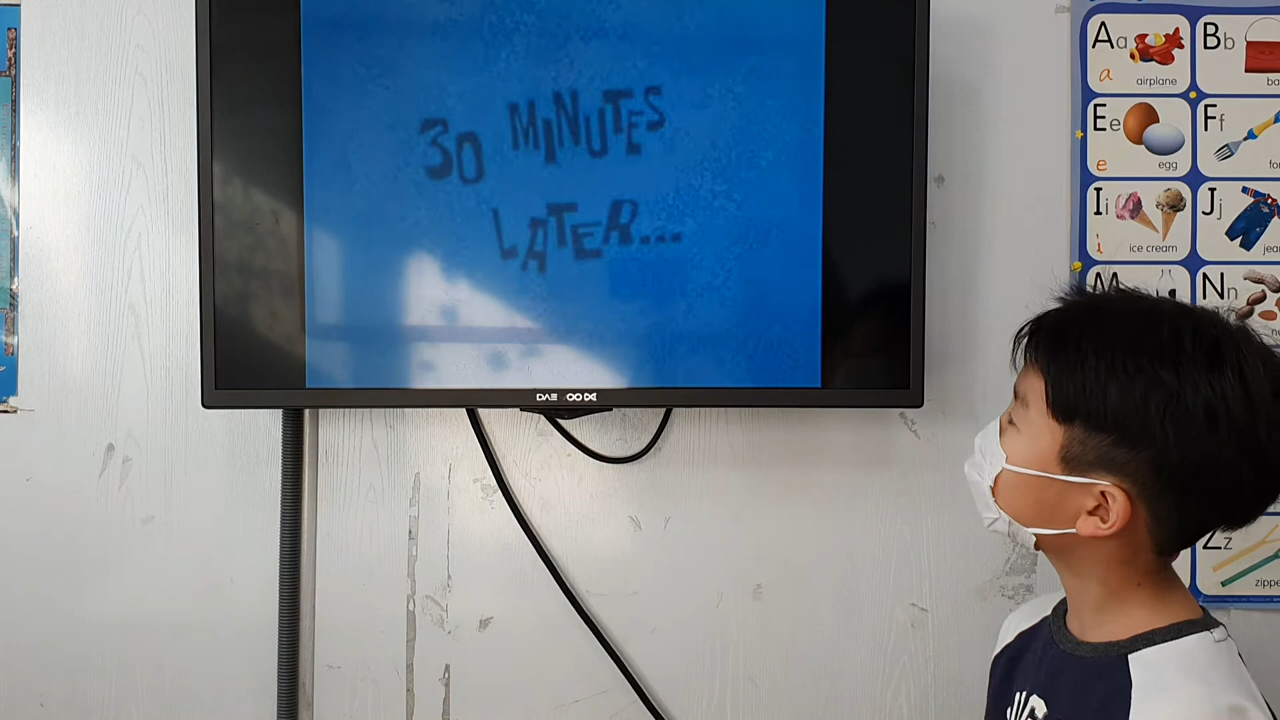 30 MINUTES
LATER...
DAEWOO
Aa
a
airplane
Bb
Ee
e
egg
Ff
Ii
i
ice cream
Jj
M
Nn
Zz